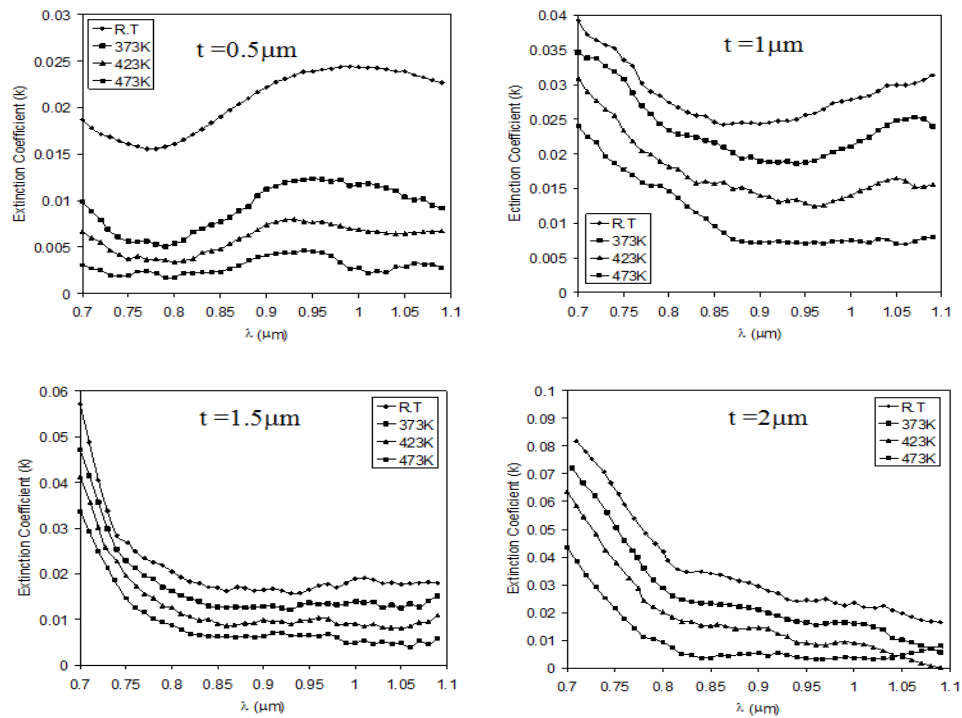 t =0.5µm
R.T
373K
423K
473K
Extinction Coefficient (k)
0.03
0.025
0.02
0.015
0.01
0.005
0
0.7 0.75 0.8 0.85 0.9 0.95 1 1.05 1.1
λ (µm)
t =1µm
R.T
373K
423K
473K
Extinction Coefficient (k)
0.04
0.035
0.03
0.025
0.02
0.015
0.01
0.005
0
0.7 0.75 0.8 0.85 0.9 0.95 1 1.05 1.1
λ (µm)
t =1.5µm
R.T
373K
423K
473K
Extinction Coefficient (k)
0.06
0.05
0.04
0.03
0.02
0.01
0
0.7 0.75 0.8 0.85 0.9 0.95 1 1.05 1.1
λ (µm)
t =2µm
R.T
373K
423K
473K
Extinction Coefficient (k)
0.1
0.09
0.08
0.07
0.06
0.05
0.04
0.03
0.02
0.01
0
0.7 0.75 0.8 0.85 0.9 0.95 1 1.05 1.1
λ (µm)